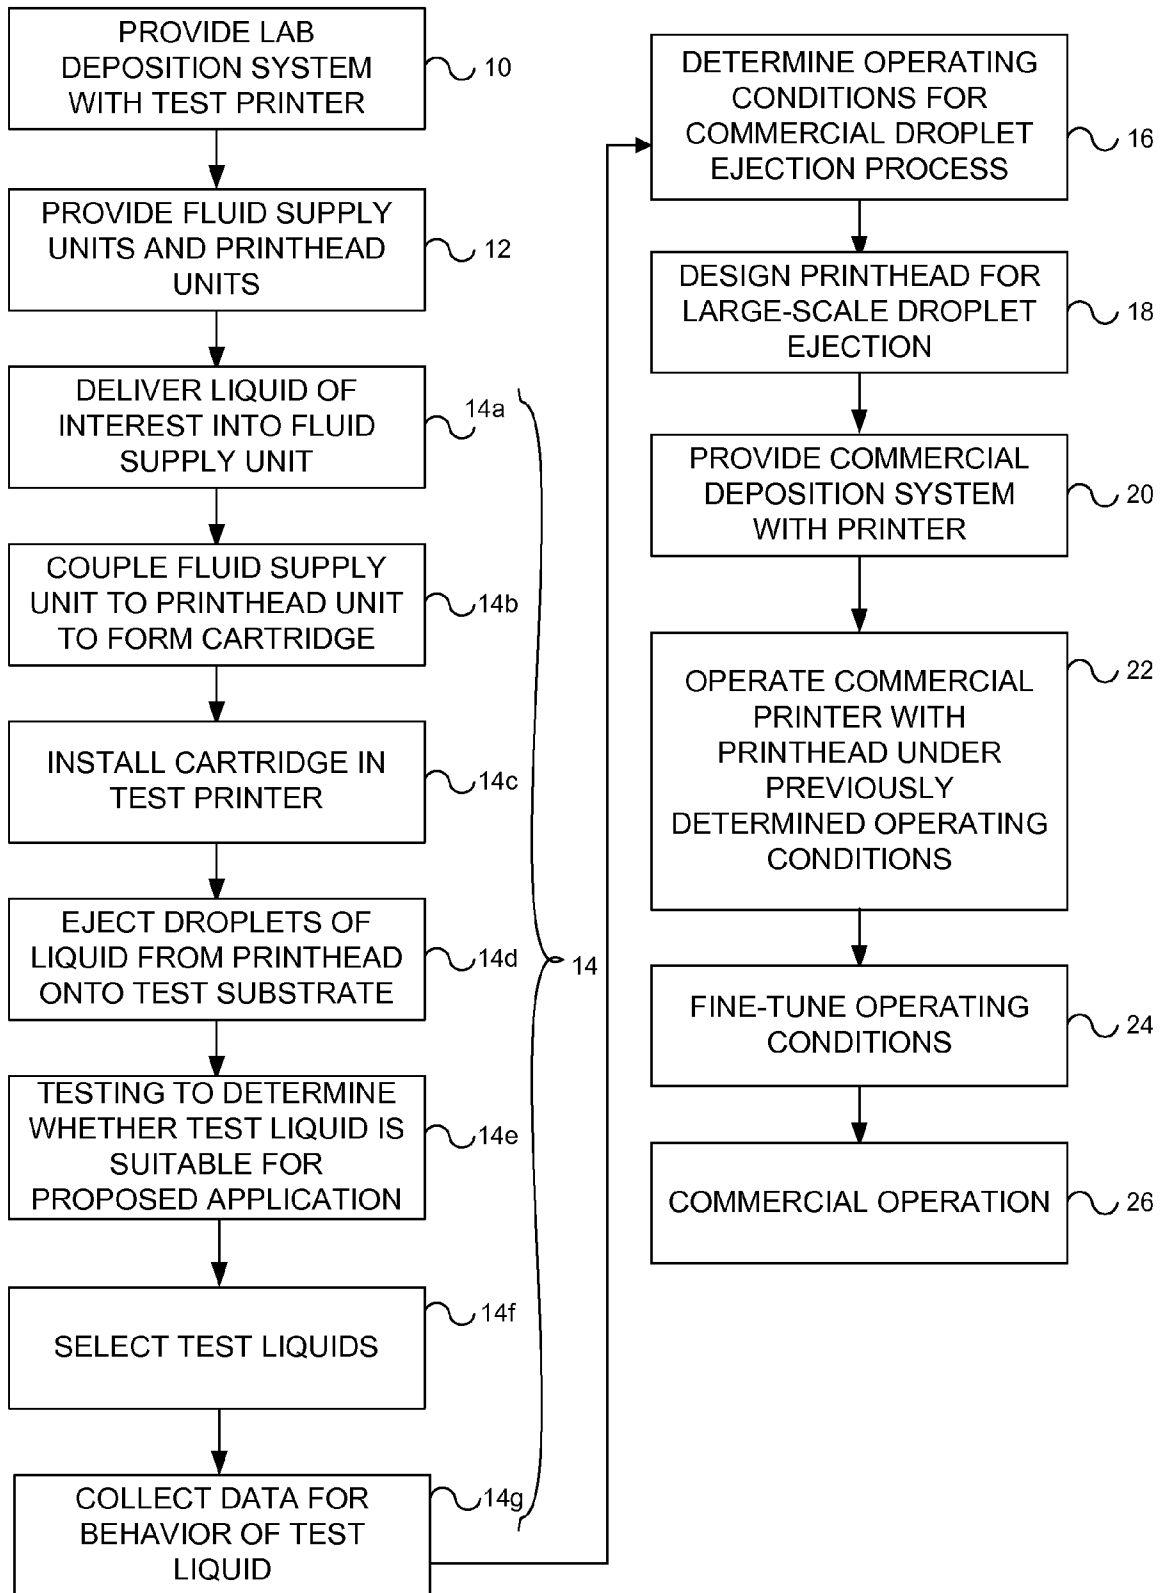 PROVIDE LAB
DEPOSITION SYSTEM
WITH TEST PRINTER
10
PROVIDE FLUID SUPPLY
UNITS AND PRINTHEAD
UNITS
12
DELIVER LIQUID OF
INTEREST INTO FLUID
SUPPLY UNIT
14a
COUPLE FLUID SUPPLY
UNIT TO PRINTHEAD UNIT
TO FORM CARTRIDGE
14b
INSTALL CARTRIDGE IN
TEST PRINTER
14c
EJECT DROPLETS OF
LIQUID FROM PRINTHEAD
ONTO TEST SUBSTRATE
14d
TESTING TO DETERMINE
WHETHER TEST LIQUID IS
SUITABLE FOR
PROPOSED APPLICATION
14e
SELECT TEST LIQUIDS
14f
COLLECT DATA FOR
BEHAVIOR OF TEST
LIQUID
14g
14
DETERMINE OPERATING
CONDITIONS FOR
COMMERCIAL DROPLET
EJECTION PROCESS
16
DESIGN PRINTHEAD FOR
LARGE-SCALE DROPLET
EJECTION
18
PROVIDE COMMERCIAL
DEPOSITION SYSTEM
WITH PRINTER
20
OPERATE COMMERCIAL
PRINTER WITH
PRINTHEAD UNDER
PREVIOUSLY
DETERMINED OPERATING
CONDITIONS
22
FINE-TUNE OPERATING
CONDITIONS
24
COMMERCIAL OPERATION
26